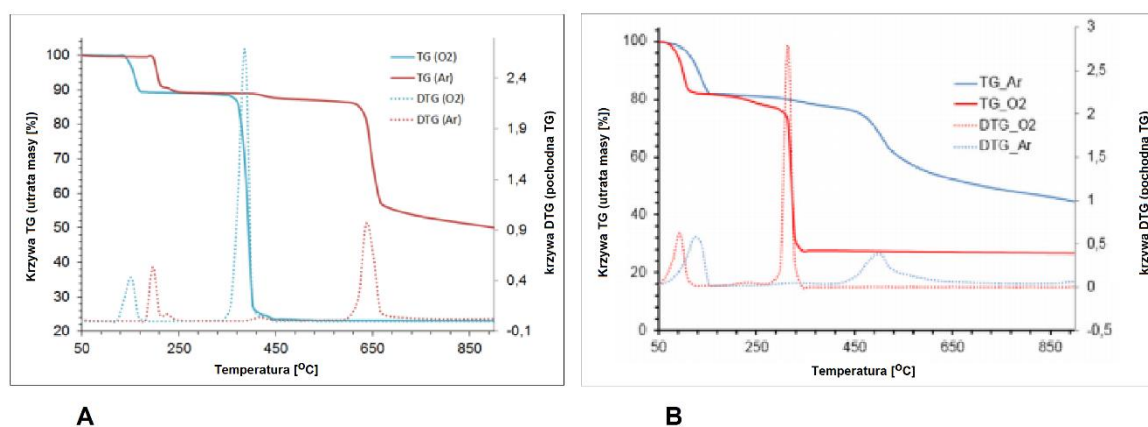 Krzywa TG (utrata masy [%])
100
90
80
70
60
50
40
30
20
50
250
450
650
850
Temperatura [°C]
TG (O2)
TG (Ar)
DTG (O2)
DTG (Ar)
2,4
1,9
1,4
0,9
0,4
-0,1
krzywa DTG (pochodna TG)
A
Krzywa TG (utrata masy [%])
100
80
60
40
20
0
50
250
450
650
850
Temperatura [°C]
TG_Ar
TG_O2
DTG_O2
DTG_Ar
3
2,5
2
1,5
1
0,5
0
-0,5
krzywa DTG (pochodna TG)
B